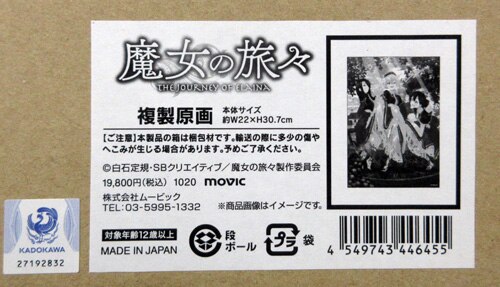 魔女の旅々
THE JOURNEY OF ELAINA
複製原画
本体サイズ
約W22×H30.7cm
【ご注意】本製品の箱は梱包材です。輸送の際に多少の傷や
へこみが生じる場合があります。予めご了承ください。
©白石定規・SBクリエイティブ／魔女の旅々製作委員会
19,800円(税込) 1020 movic
株式会社ムービック
TEL:03-5995-1332
※商品画像はイメージです。
対象年齢12歳以上
MADE IN JAPAN
段
ボール
プラ
袋
4 549743 446455
KADOKAWA
27192832